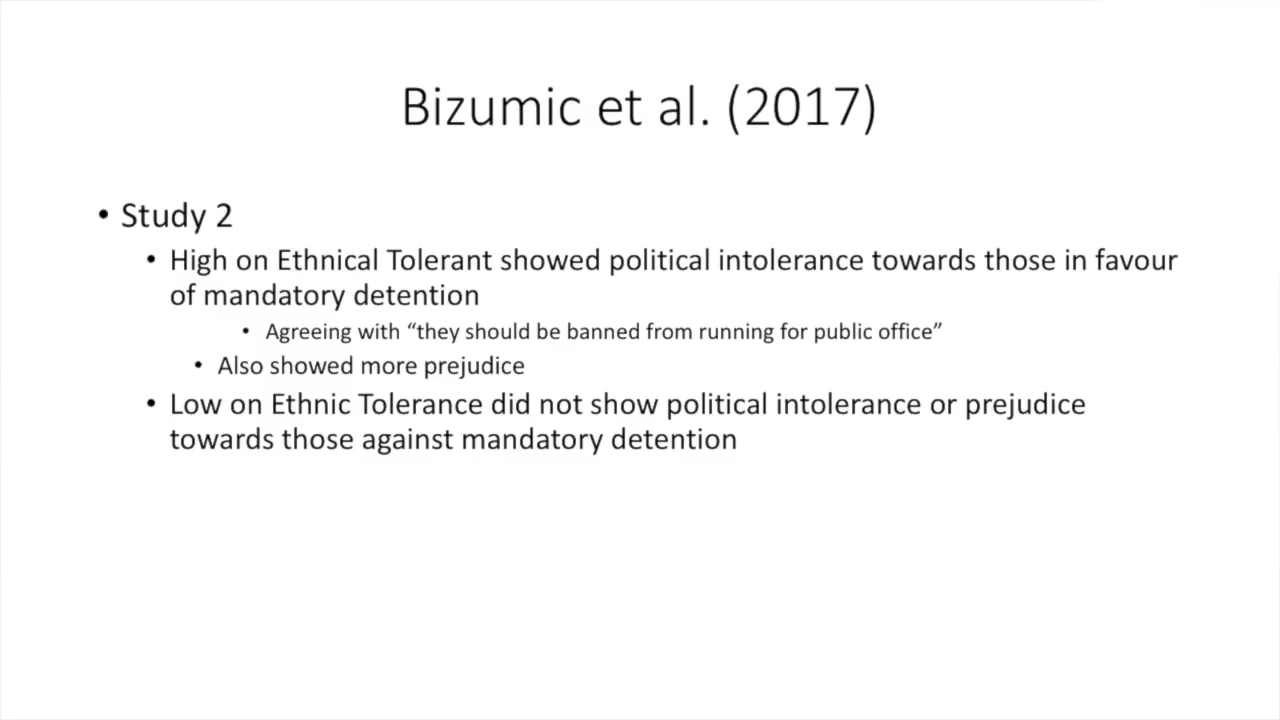 Bizumic et al. (2017)
• Study 2
• High on Ethnical Tolerant showed political intolerance towards those in favour
of mandatory detention
• Agreeing with “they should be banned from running for public office”
• Also showed more prejudice
• Low on Ethnic Tolerance did not show political intolerance or prejudice
towards those against mandatory detention